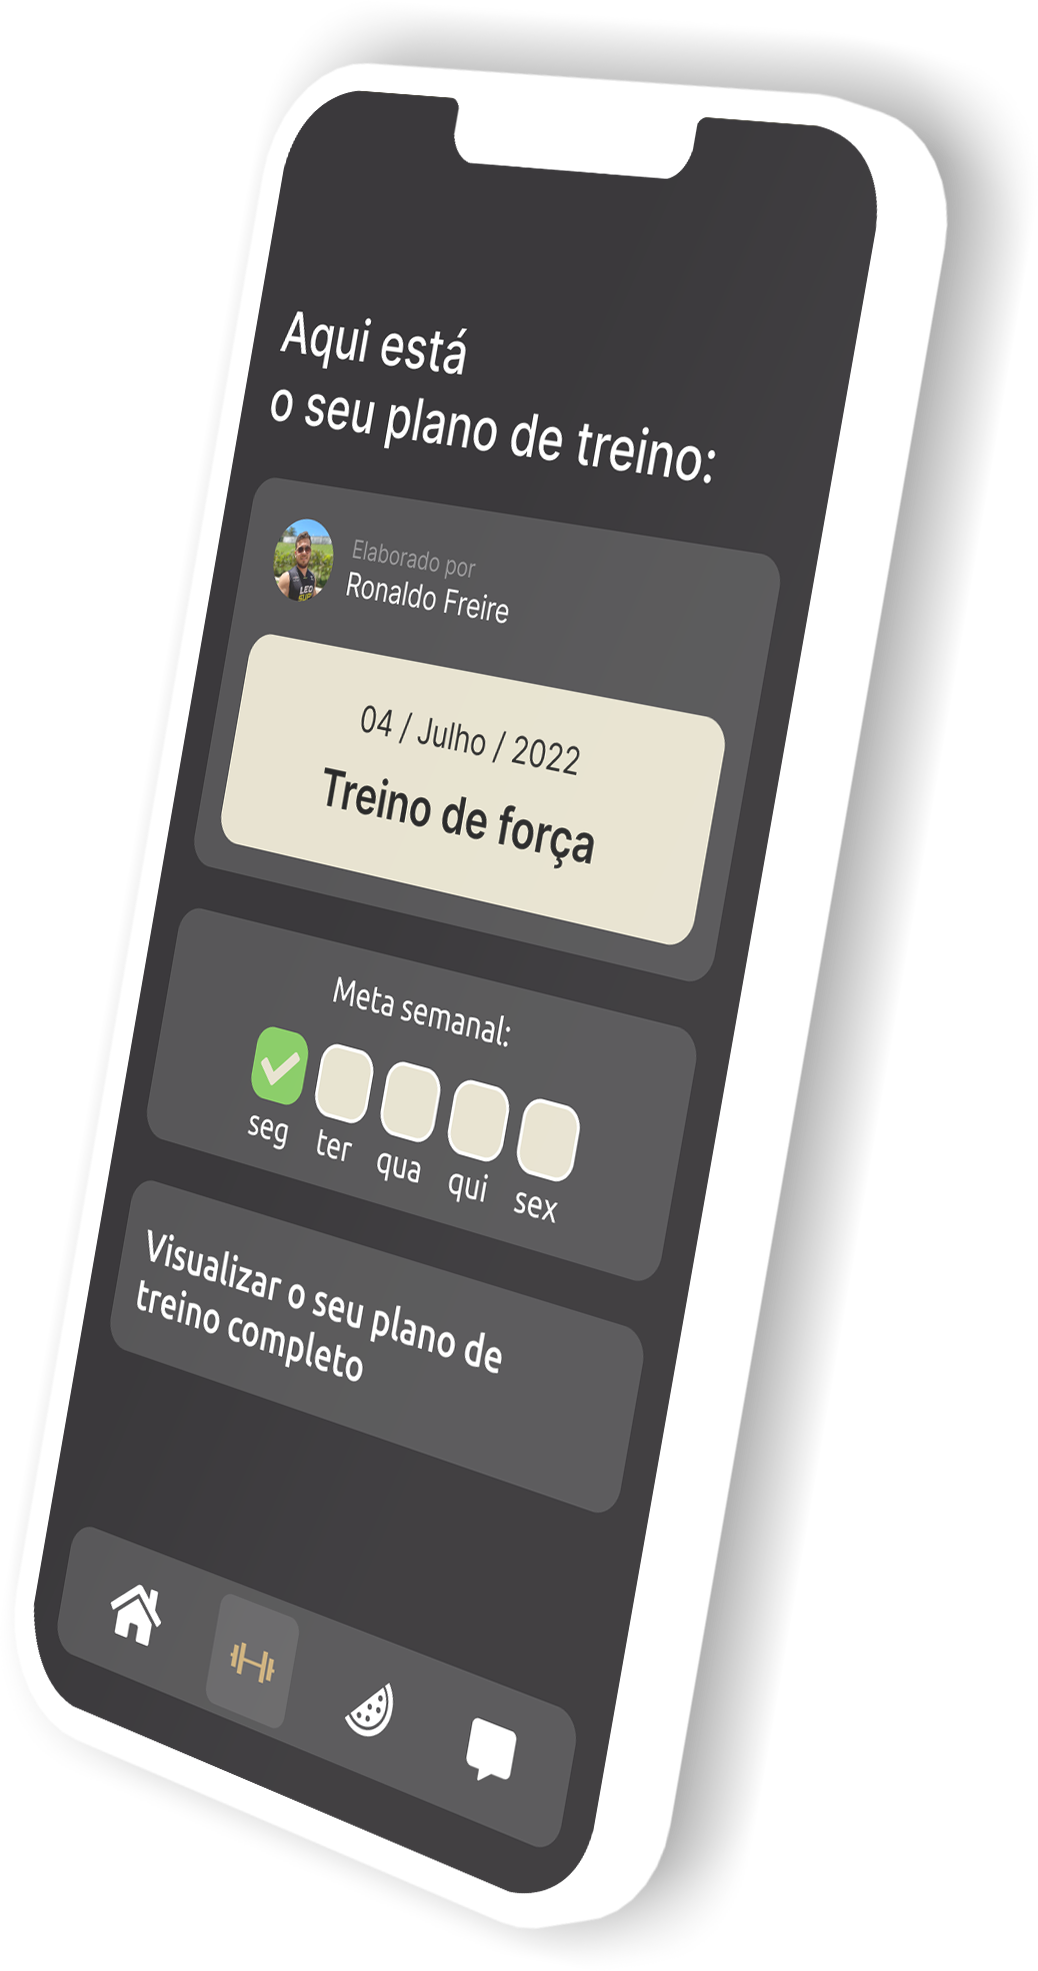 Aqui está
o seu plano de treino:
Elaborado por
Ronaldo Freire
04 / Julho / 2022
Treino de força
Meta semanal:
seg ter qua qui sex
Visualizar o seu plano de
treino completo